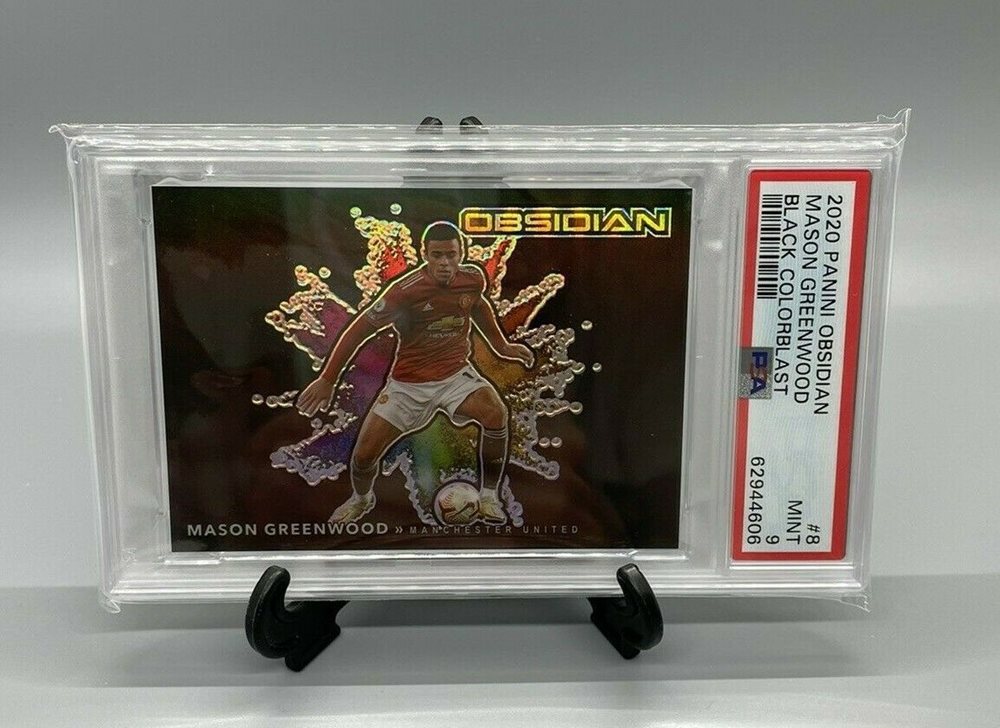 OBSIDIAN
MASON GREENWOOD » MANCHESTER UNITED
2020 PANINI OBSIDIAN #8
MASON GREENWOOD MINT
BLACK COLORBLAST 9
PSA 62944606